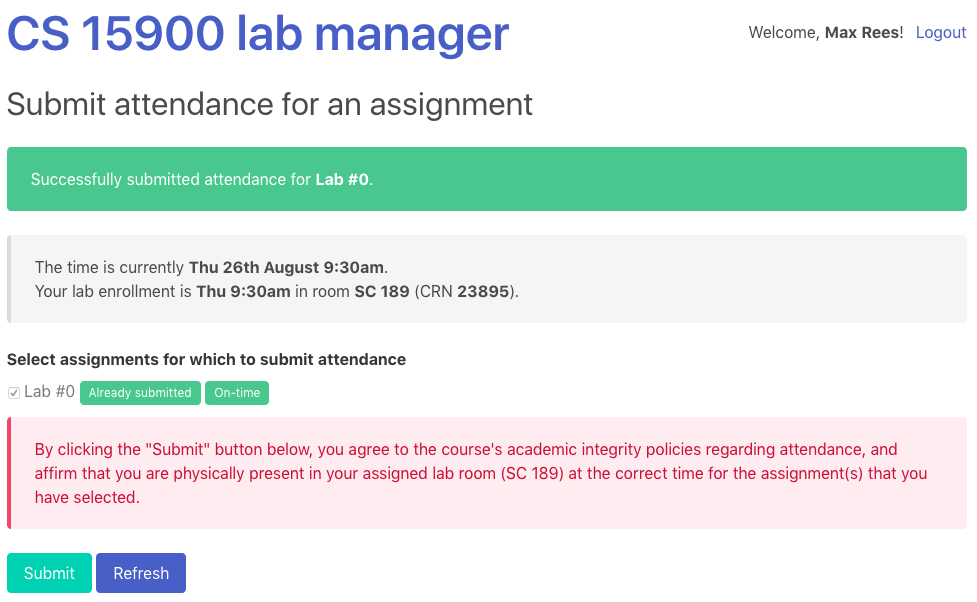 CS 15900 lab manager
Welcome, Max Rees! Logout
Submit attendance for an assignment
Successfully submitted attendance for Lab #0.
The time is currently Thu 26th August 9:30am.
Your lab enrollment is Thu 9:30am in room SC 189 (CRN 23895).
Select assignments for which to submit attendance
Lab #0 Already submitted On-time
By clicking the "Submit" button below, you agree to the course's academic integrity policies regarding attendance, and
affirm that you are physically present in your assigned lab room (SC 189) at the correct time for the assignment(s) that you
have selected.
Submit Refresh